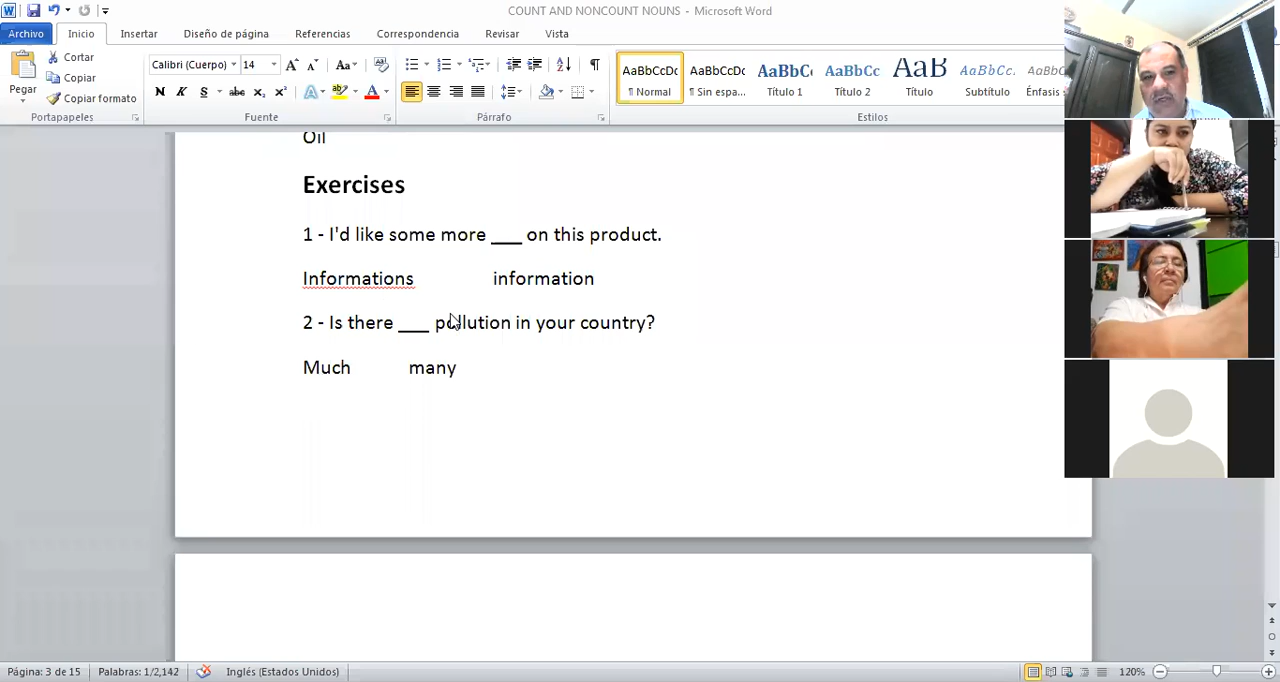 COUNT AND NONCOUNT NOUNS - Microsoft Word
Archivo Inicio Insertar Diseño de página Referencias Correspondencia Revisar Vista
Pegar
Cortar
Copiar
Copiar formato
Portapapeles
Calibri (Cuerpo) 14
Fuente
Párrafo
AaBbCcDc AaBbCcDc AaBbC AaBbCc AaB AaBbCc AaBbCc
¶ Normal ¶ Sin espa... Título 1 Título 2 Título Subtítulo Énfasis
Estilos
Oil
Exercises
1 - I'd like some more ___ on this product.
Informations information
2 - Is there ___ pollution in your country?
Much many
Página: 3 de 15 Palabras: 1/2,142 Inglés (Estados Unidos) 120%